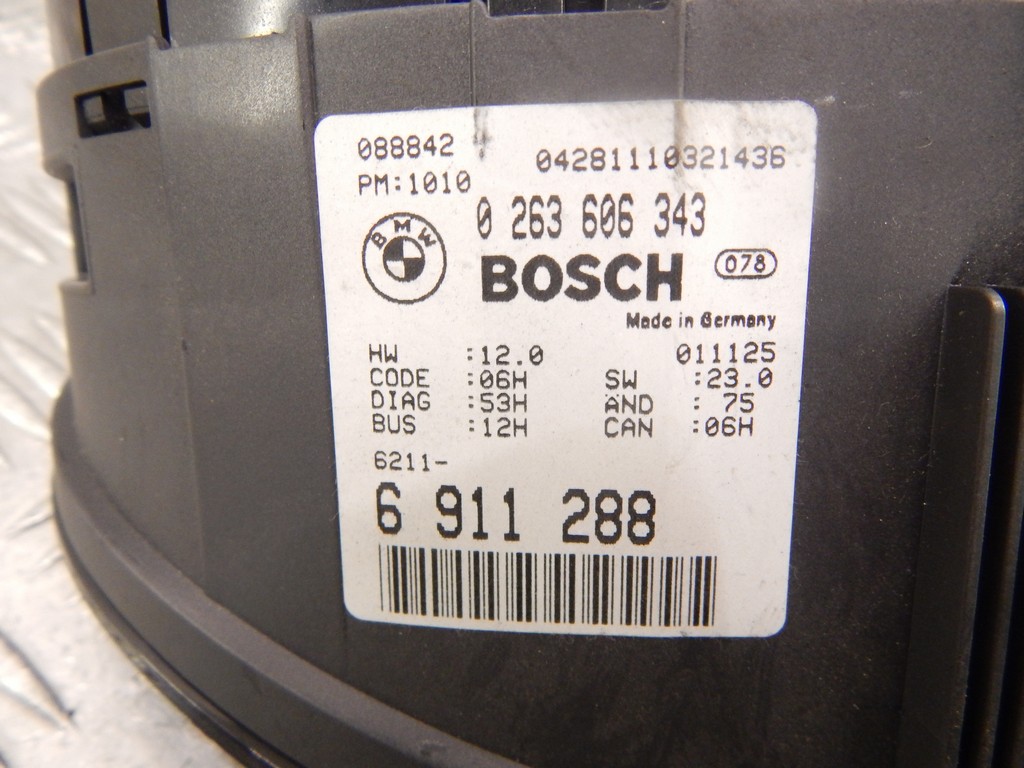 088842 04281110321436
PM:1010
0 263 606 343
BMW
BOSCH 078
Made in Germany
HW :12.0 011125
CODE :06H SW :23.0
DIAG :53H AND : 75
BUS :12H CAN :06H
6211-
6 911 288